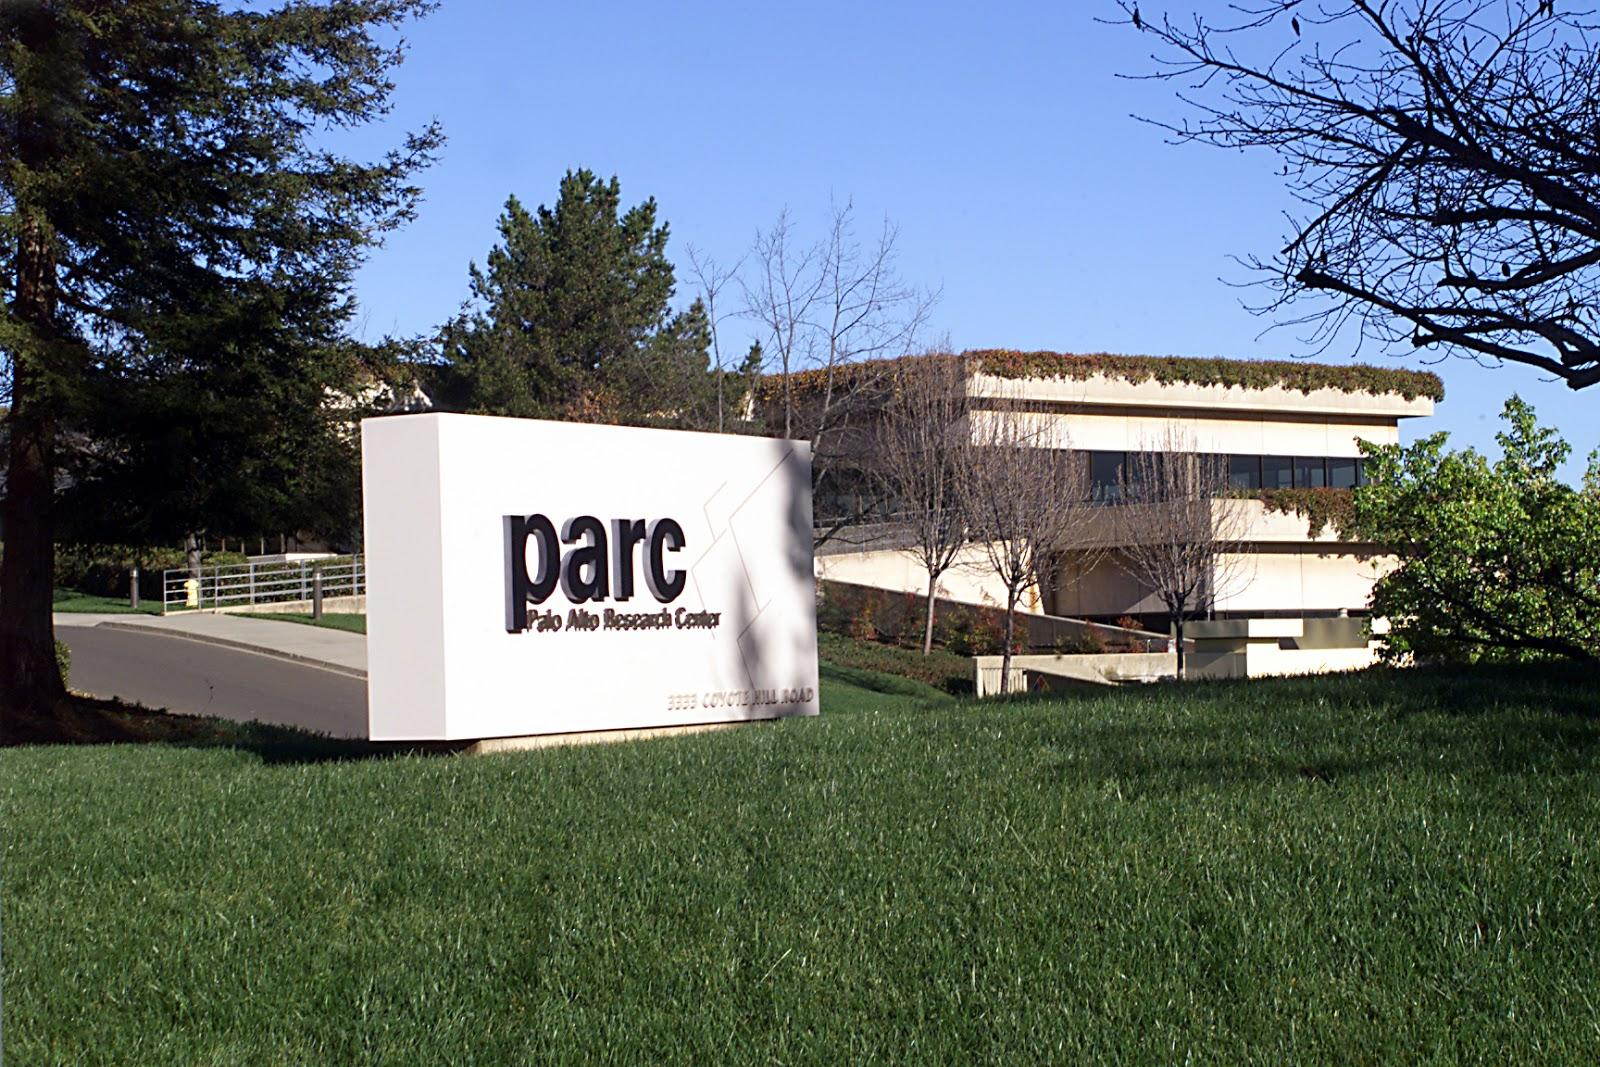 parc
Palo Alto Research Center
3333 COYOTE HILL ROAD